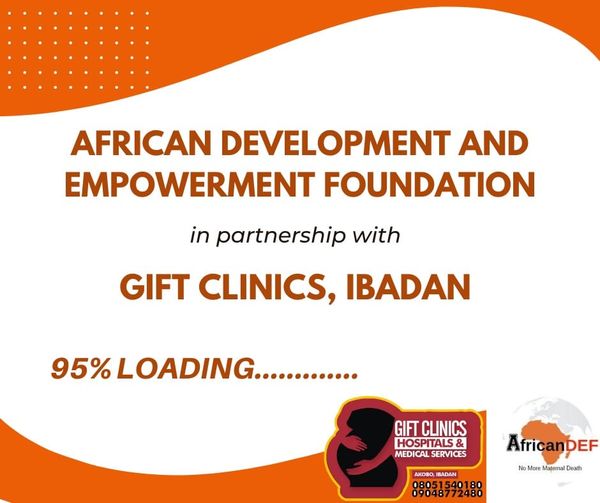 AFRICAN DEVELOPMENT AND
EMPOWERMENT FOUNDATION
in partnership with
GIFT CLINICS, IBADAN
95% LOADING.............
GIFT CLINICS
HOSPITALS &
MEDICAL SERVICES
AKOBO, IBADAN
08051540180
09048772480
AfricanDEF
No More Maternal Death